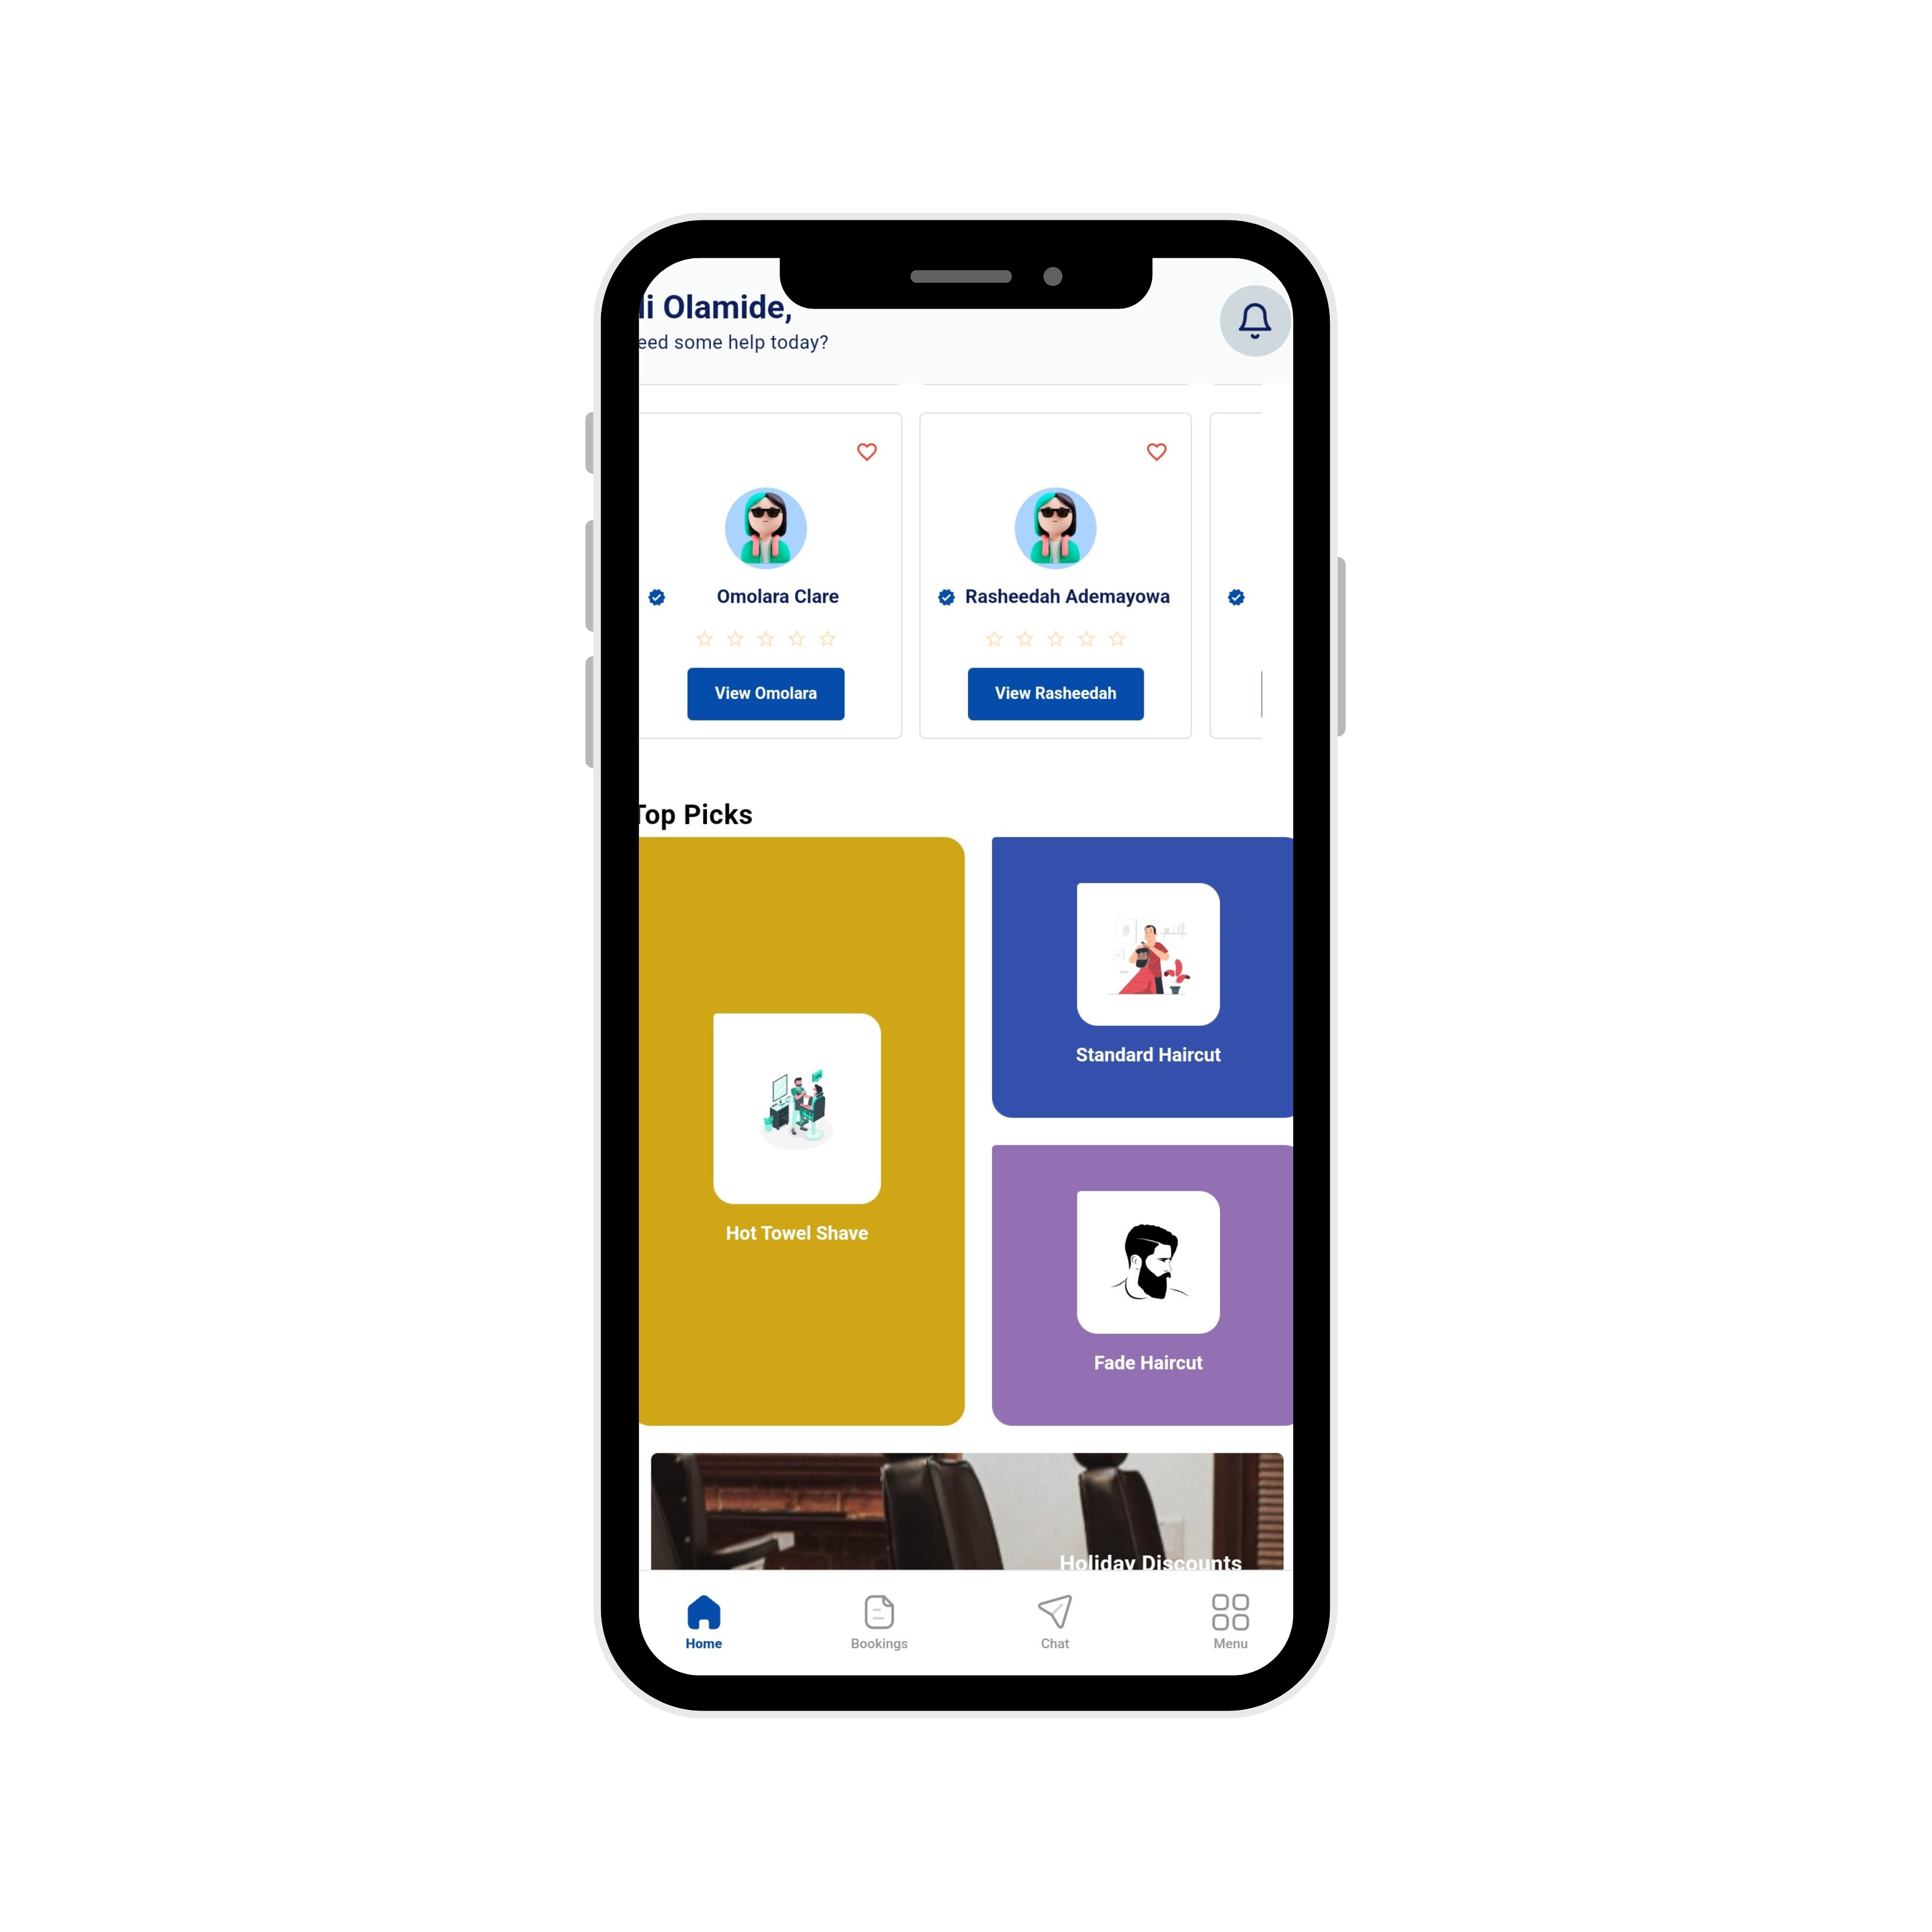 i Olamide,
eed some help today?
Omolara Clare
Rasheedah Ademayowa
View Omolara
View Rasheedah
Top Picks
Standard Haircut
Hot Towel Shave
Fade Haircut
Holiday Discounts
Home
Bookings
Chat
Menu